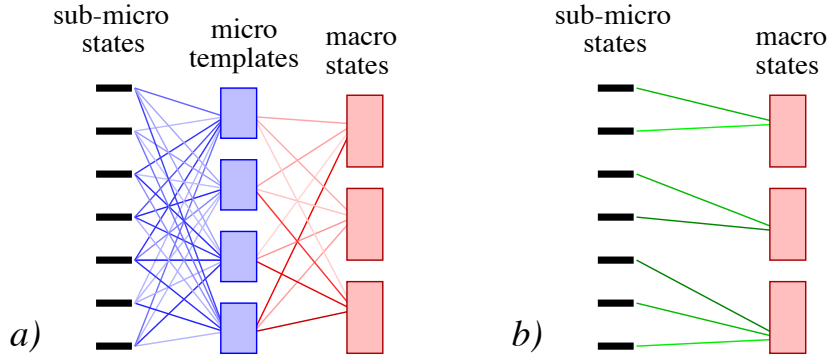 sub-micro
states
micro
templates
macro
states
a)
sub-micro
states
macro
states
b)